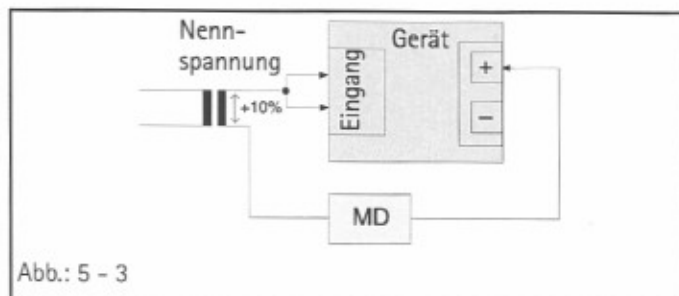 Nenn-
spannung
+10%
Eingang
Gerät
+
−
MD
Abb.: 5 - 3